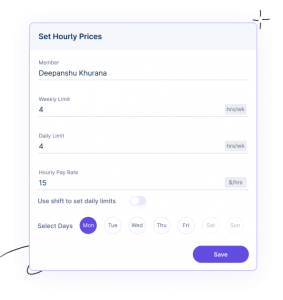 Set Hourly Prices
Member
Deepanshu Khurana
Weekly Limit
4 hrs/wk
Daily Limit
4 hrs/wk
Hourly Pay Rate
15 $/hrs
Use shift to set daily limits
Select Days Mon Tue Wed Thu Fri Sat Sun
Save